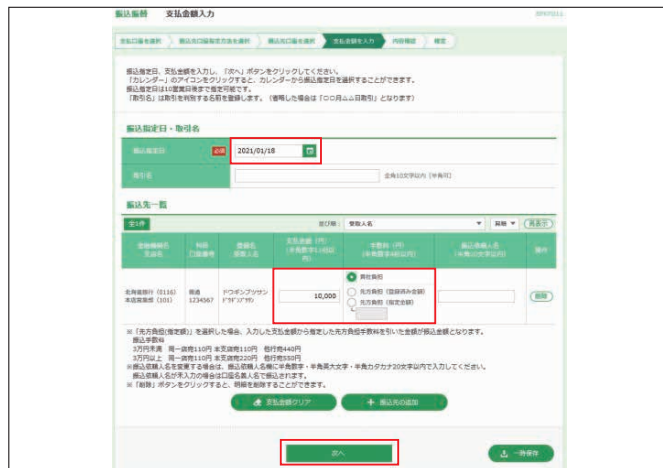 振込振替 支払金額入力
支払口座を選択 振込先口座指定方法を選択 振込先口座を選択 支払金額を入力 内容確認 確定
振込指定日、支払金額を入力し、「次へ」ボタンをクリックしてください。
「カレンダー」のアイコンをクリックすると、カレンダーから振込指定日を選択することができます。
振込指定日は10営業日後まで指定可能です。
「取引名」は取引を判別する名前を登録します。（省略した場合は「〇〇月△△日取引」となります）
振込指定日・取引名
振込指定日 必須 2021/01/18
取引名 全角10文字以内 [半角可]
振込先一覧
全1件 並び順： 受取人名 昇順 再表示
金融機関名 科目 登録名 支払金額（円） 手数料（円） 振込依頼人名 操作
支店名 口座番号 受取人名
当社負担
北海道銀行（0116） 普通 ドウギンブツサン 10,000 先方負担（登録済み金額） 削除
本店営業部（101） 1234567 先方負担（指定金額）
※「先方負担(指定額)」を選択した場合、入力した支払金額から指定した先方負担手数料を引いた金額が振込金額となります。
振込手数料
3万円未満 同一店宛110円 本支店宛110円 他行宛440円
3万円以上 同一店宛110円 本支店宛220円 他行宛550円
※振込依頼人名を変更する場合は、振込依頼人名欄に半角数字・半角英大文字・半角カタカナ20文字以内で入力してください。
振込依頼人名が未入力の場合は口座名義人名で振込されます。
※「削除」ボタンをクリックすると、明細を削除することができます。
支払金額クリア 振込先の追加
次へ 一時保存